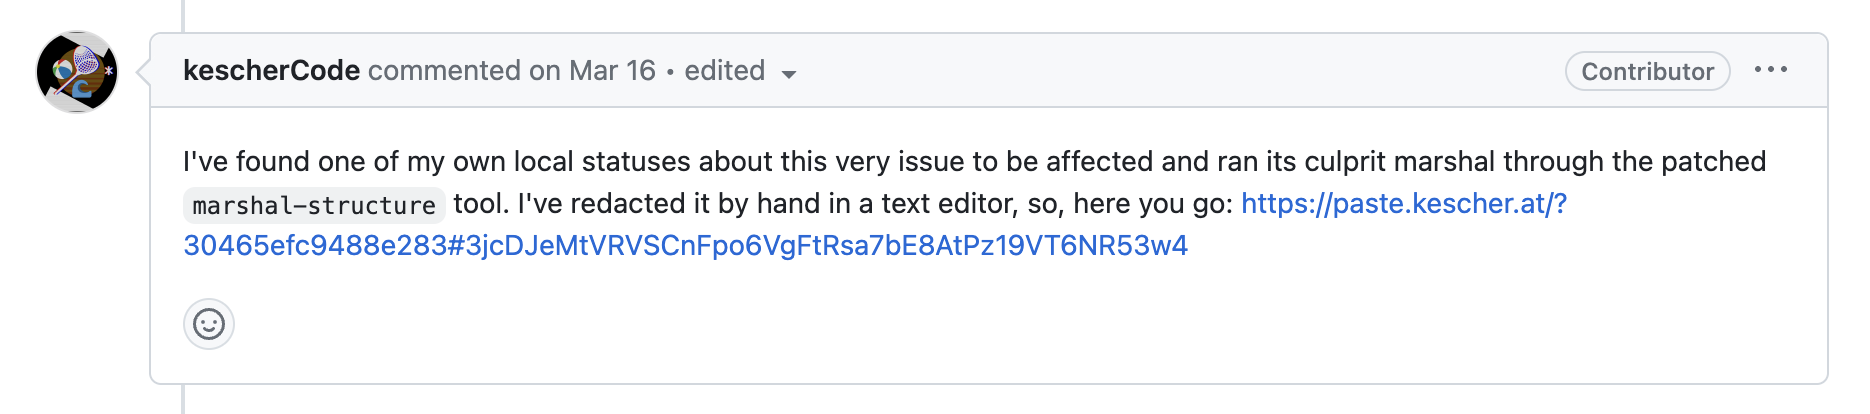 kescherCode commented on Mar 16 • edited
Contributor
I've found one of my own local statuses about this very issue to be affected and ran its culprit marshal through the patched
marshal-structure tool. I've redacted it by hand in a text editor, so, here you go: https://paste.kescher.at/?
30465efc9488e283#3jcDJeMtVRVSCnFpo6VgFtRsa7bE8AtPz19VT6NR53w4